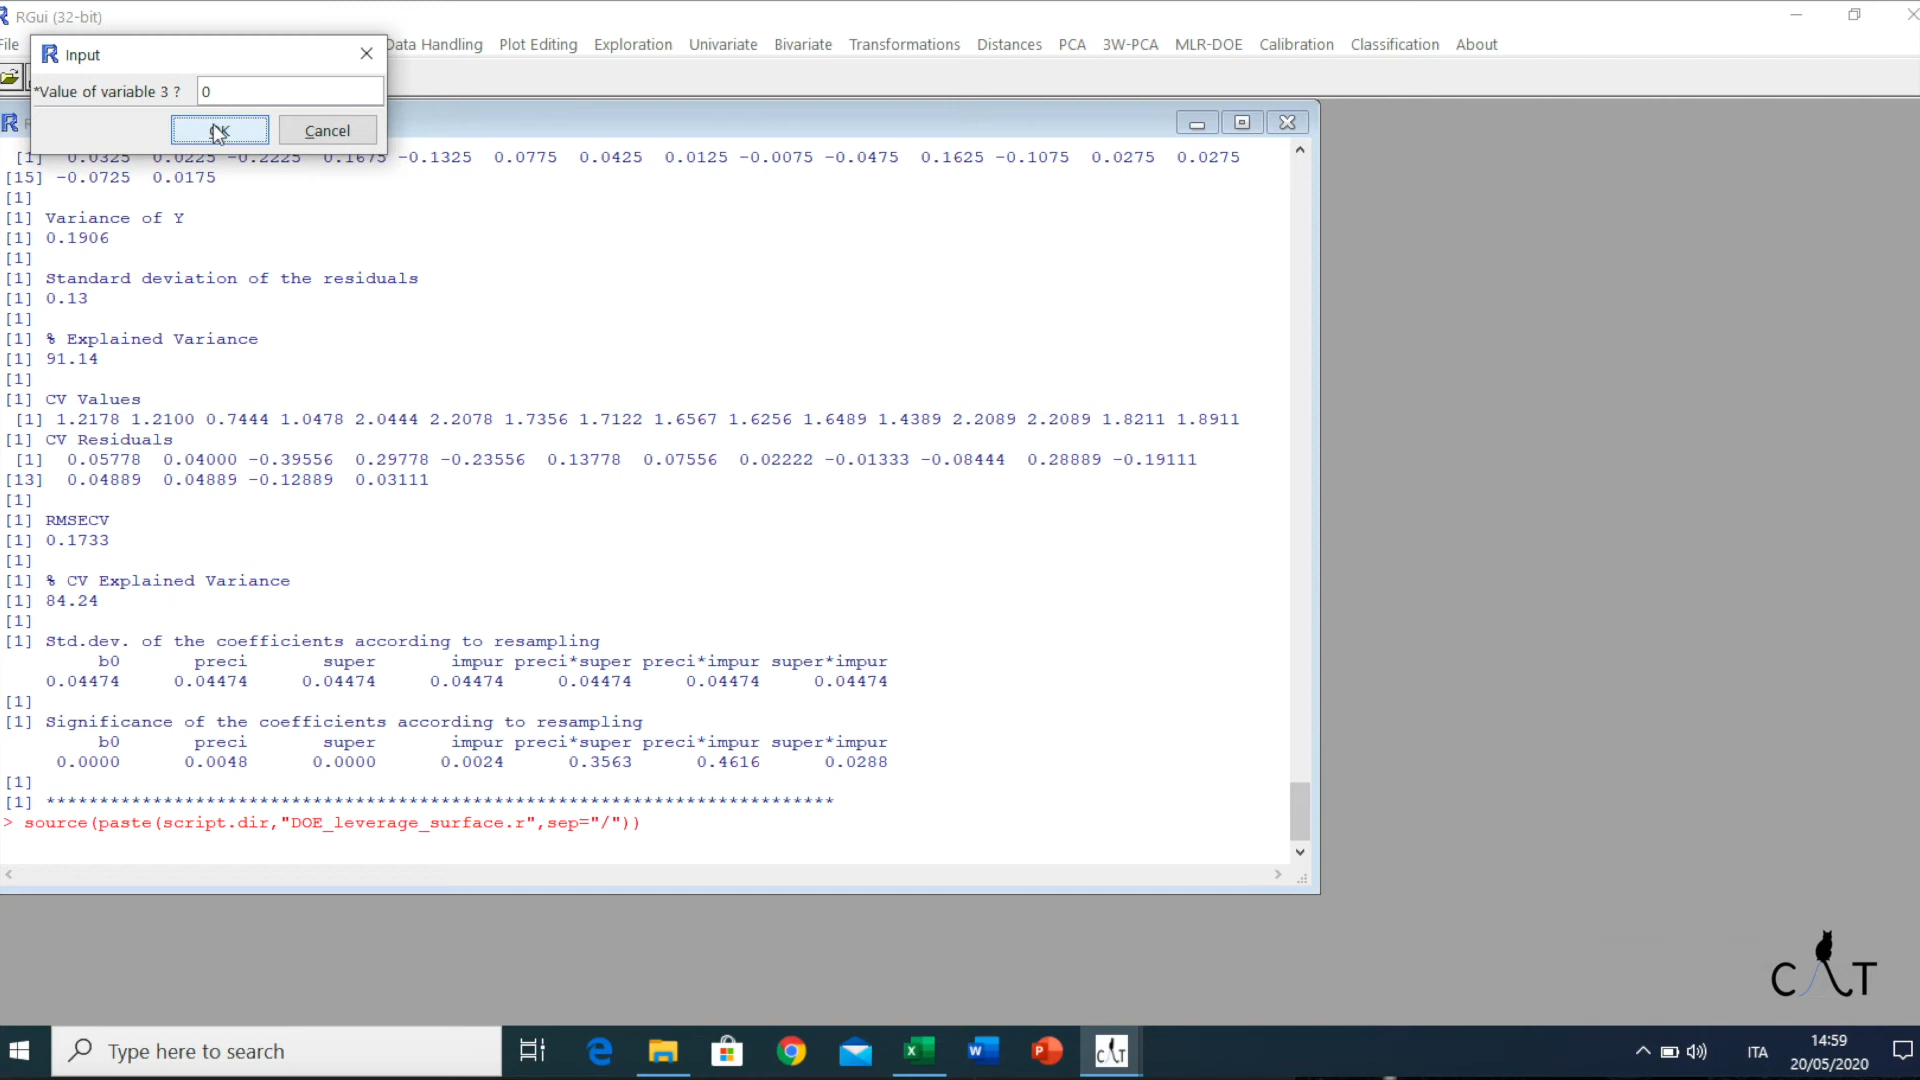 RGui (32-bit)
File
Data Handling Plot Editing Exploration Univariate Bivariate Transformations Distances PCA 3W-PCA MLR-DOE Calibration Classification About
Input
*Value of variable 3 ? 0
OK Cancel
[1] 0.0325 0.0225 -0.2225 0.1675 -0.1325 0.0775 0.0425 0.0125 -0.0075 -0.0475 0.1625 -0.1075 0.0275 0.0275
[15] -0.0725 0.0175
[1]
[1] Variance of Y
[1] 0.1906
[1]
[1] Standard deviation of the residuals
[1] 0.13
[1]
[1] % Explained Variance
[1] 91.14
[1]
[1] CV Values
[1] 1.2178 1.2100 0.7444 1.0478 2.0444 2.2078 1.7356 1.7122 1.6567 1.6256 1.6489 1.4389 2.2089 2.2089 1.8211 1.8911
[1] CV Residuals
[1] 0.05778 0.04000 -0.39556 0.29778 -0.23556 0.13778 0.07556 0.02222 -0.01333 -0.08444 0.28889 -0.19111
[13] 0.04889 0.04889 -0.12889 0.03111
[1]
[1] RMSECV
[1] 0.1733
[1]
[1] % CV Explained Variance
[1] 84.24
[1]
[1] Std.dev. of the coefficients according to resampling
b0 preci super impur preci*super preci*impur super*impur
0.04474 0.04474 0.04474 0.04474 0.04474 0.04474 0.04474
[1]
[1] Significance of the coefficients according to resampling
b0 preci super impur preci*super preci*impur super*impur
0.0000 0.0048 0.0000 0.0024 0.3563 0.4616 0.0288
[1]
[1] **************************************************************************
> source(paste(script.dir,"DOE_leverage_surface.r",sep="/"))
CAT
Type here to search
CAT
ITA
14:59
20/05/2020